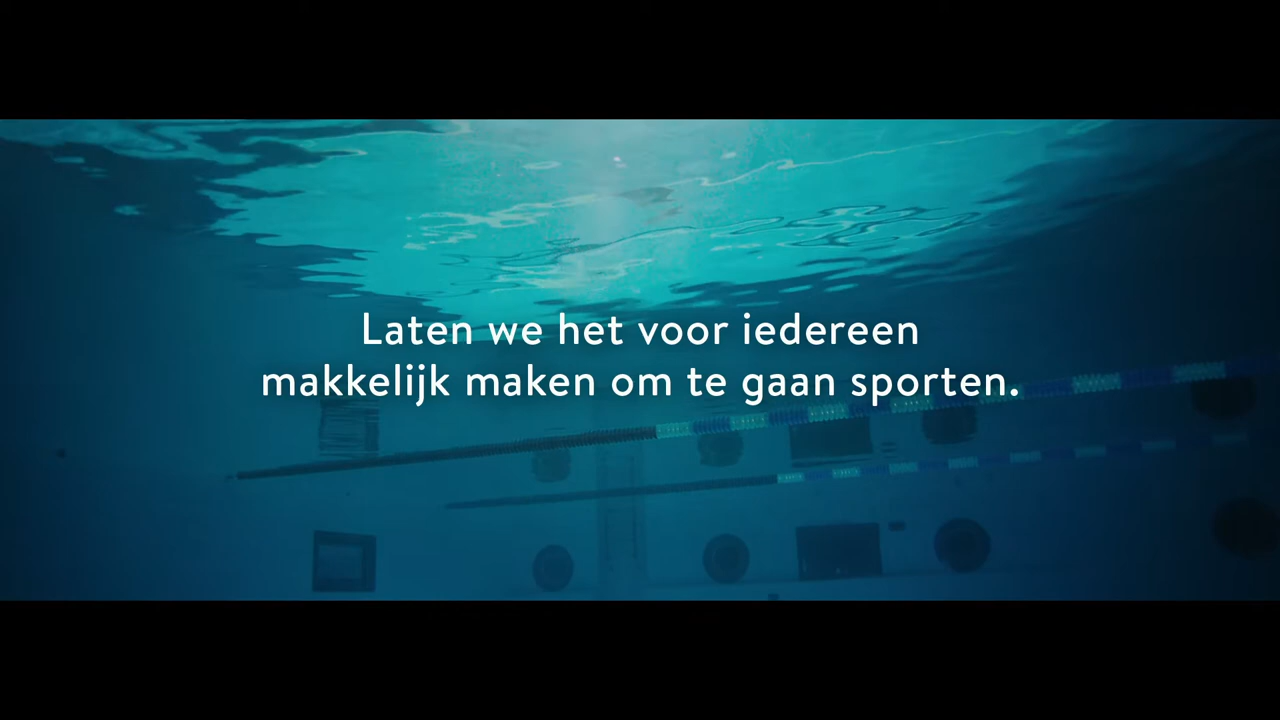 Laten we het voor iedereen
makkelijk maken om te gaan sporten.